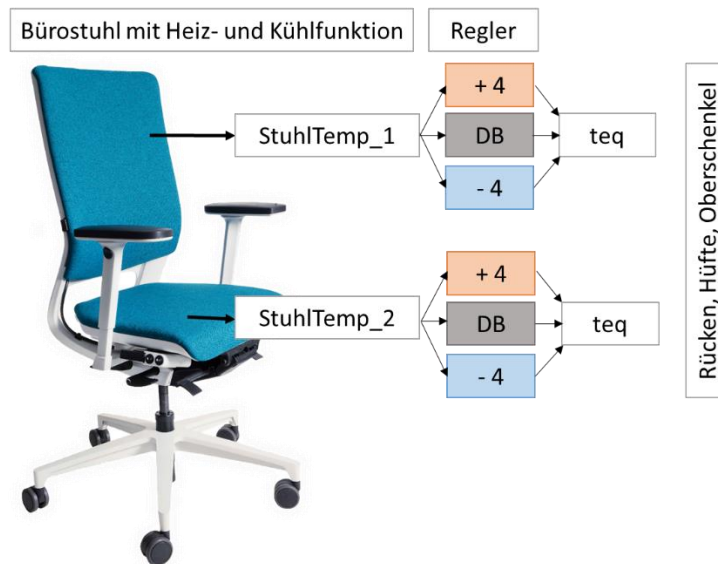 Bürostuhl mit Heiz- und Kühlfunktion
Regler
+ 4
StuhlTemp_1
DB
teq
- 4
+ 4
StuhlTemp_2
DB
teq
- 4
Rücken, Hüfte, Oberschenkel